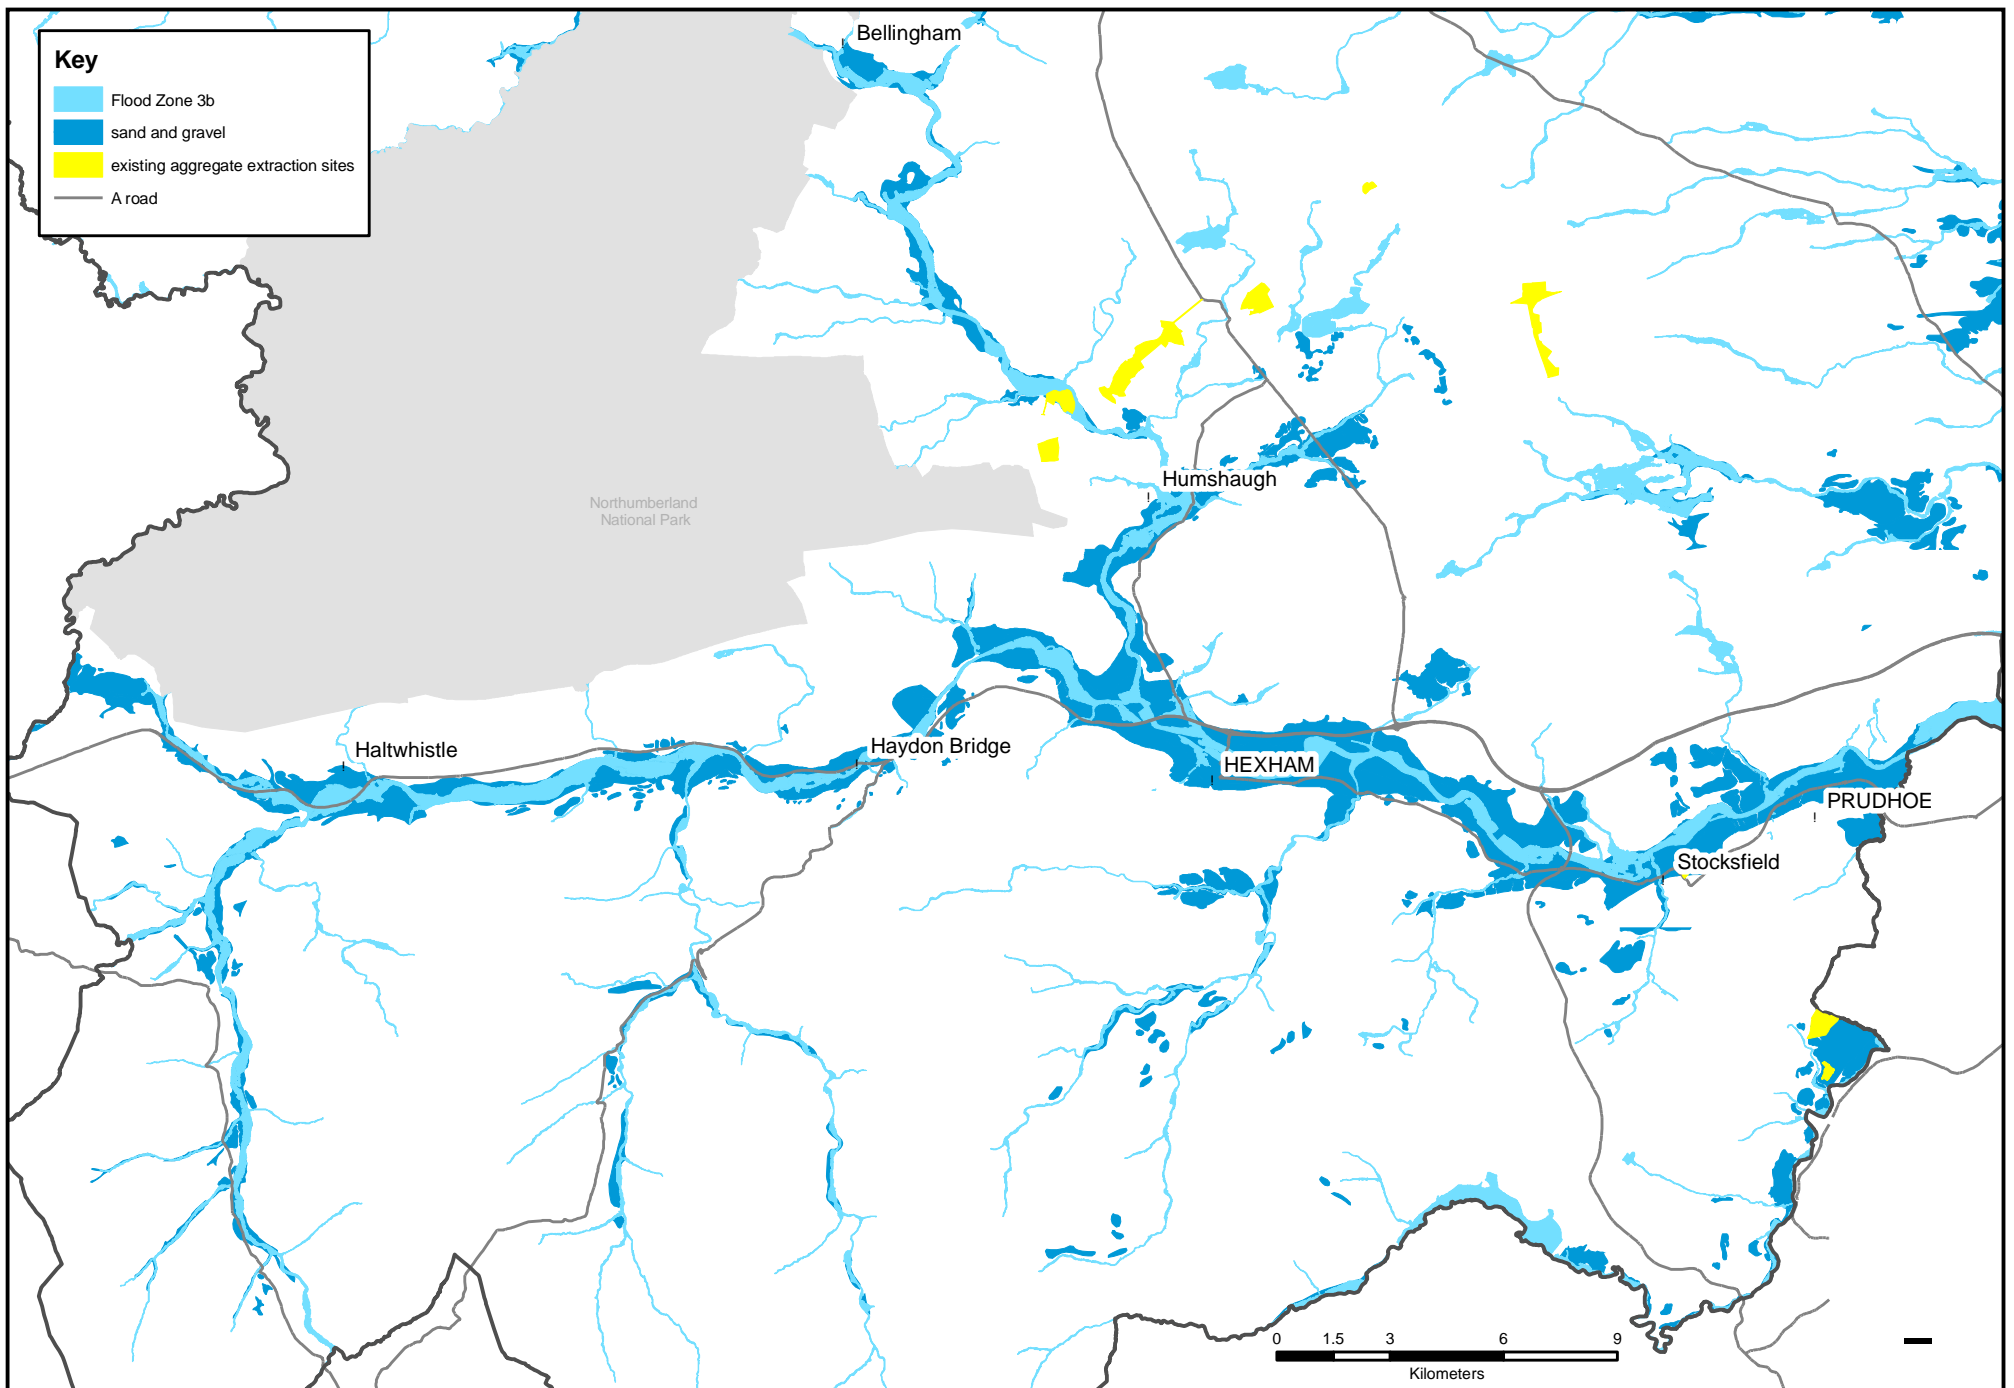 Key
Flood Zone 3b
sand and gravel
existing aggregate extraction sites
A road
Bellingham
Humshaugh
Northumberland
National Park
Haltwhistle
Haydon Bridge
HEXHAM
PRUDHOE
Stocksfield
0 1.5 3 6 9
Kilometers